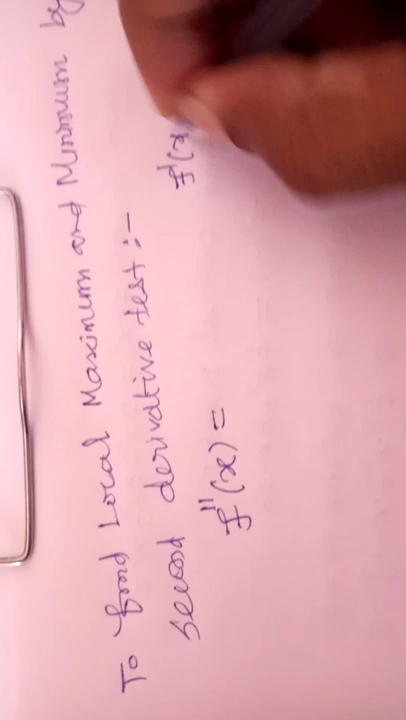 To find Local Maximum and Minimum by
second derivative test :-
f'(x
f''(x) =